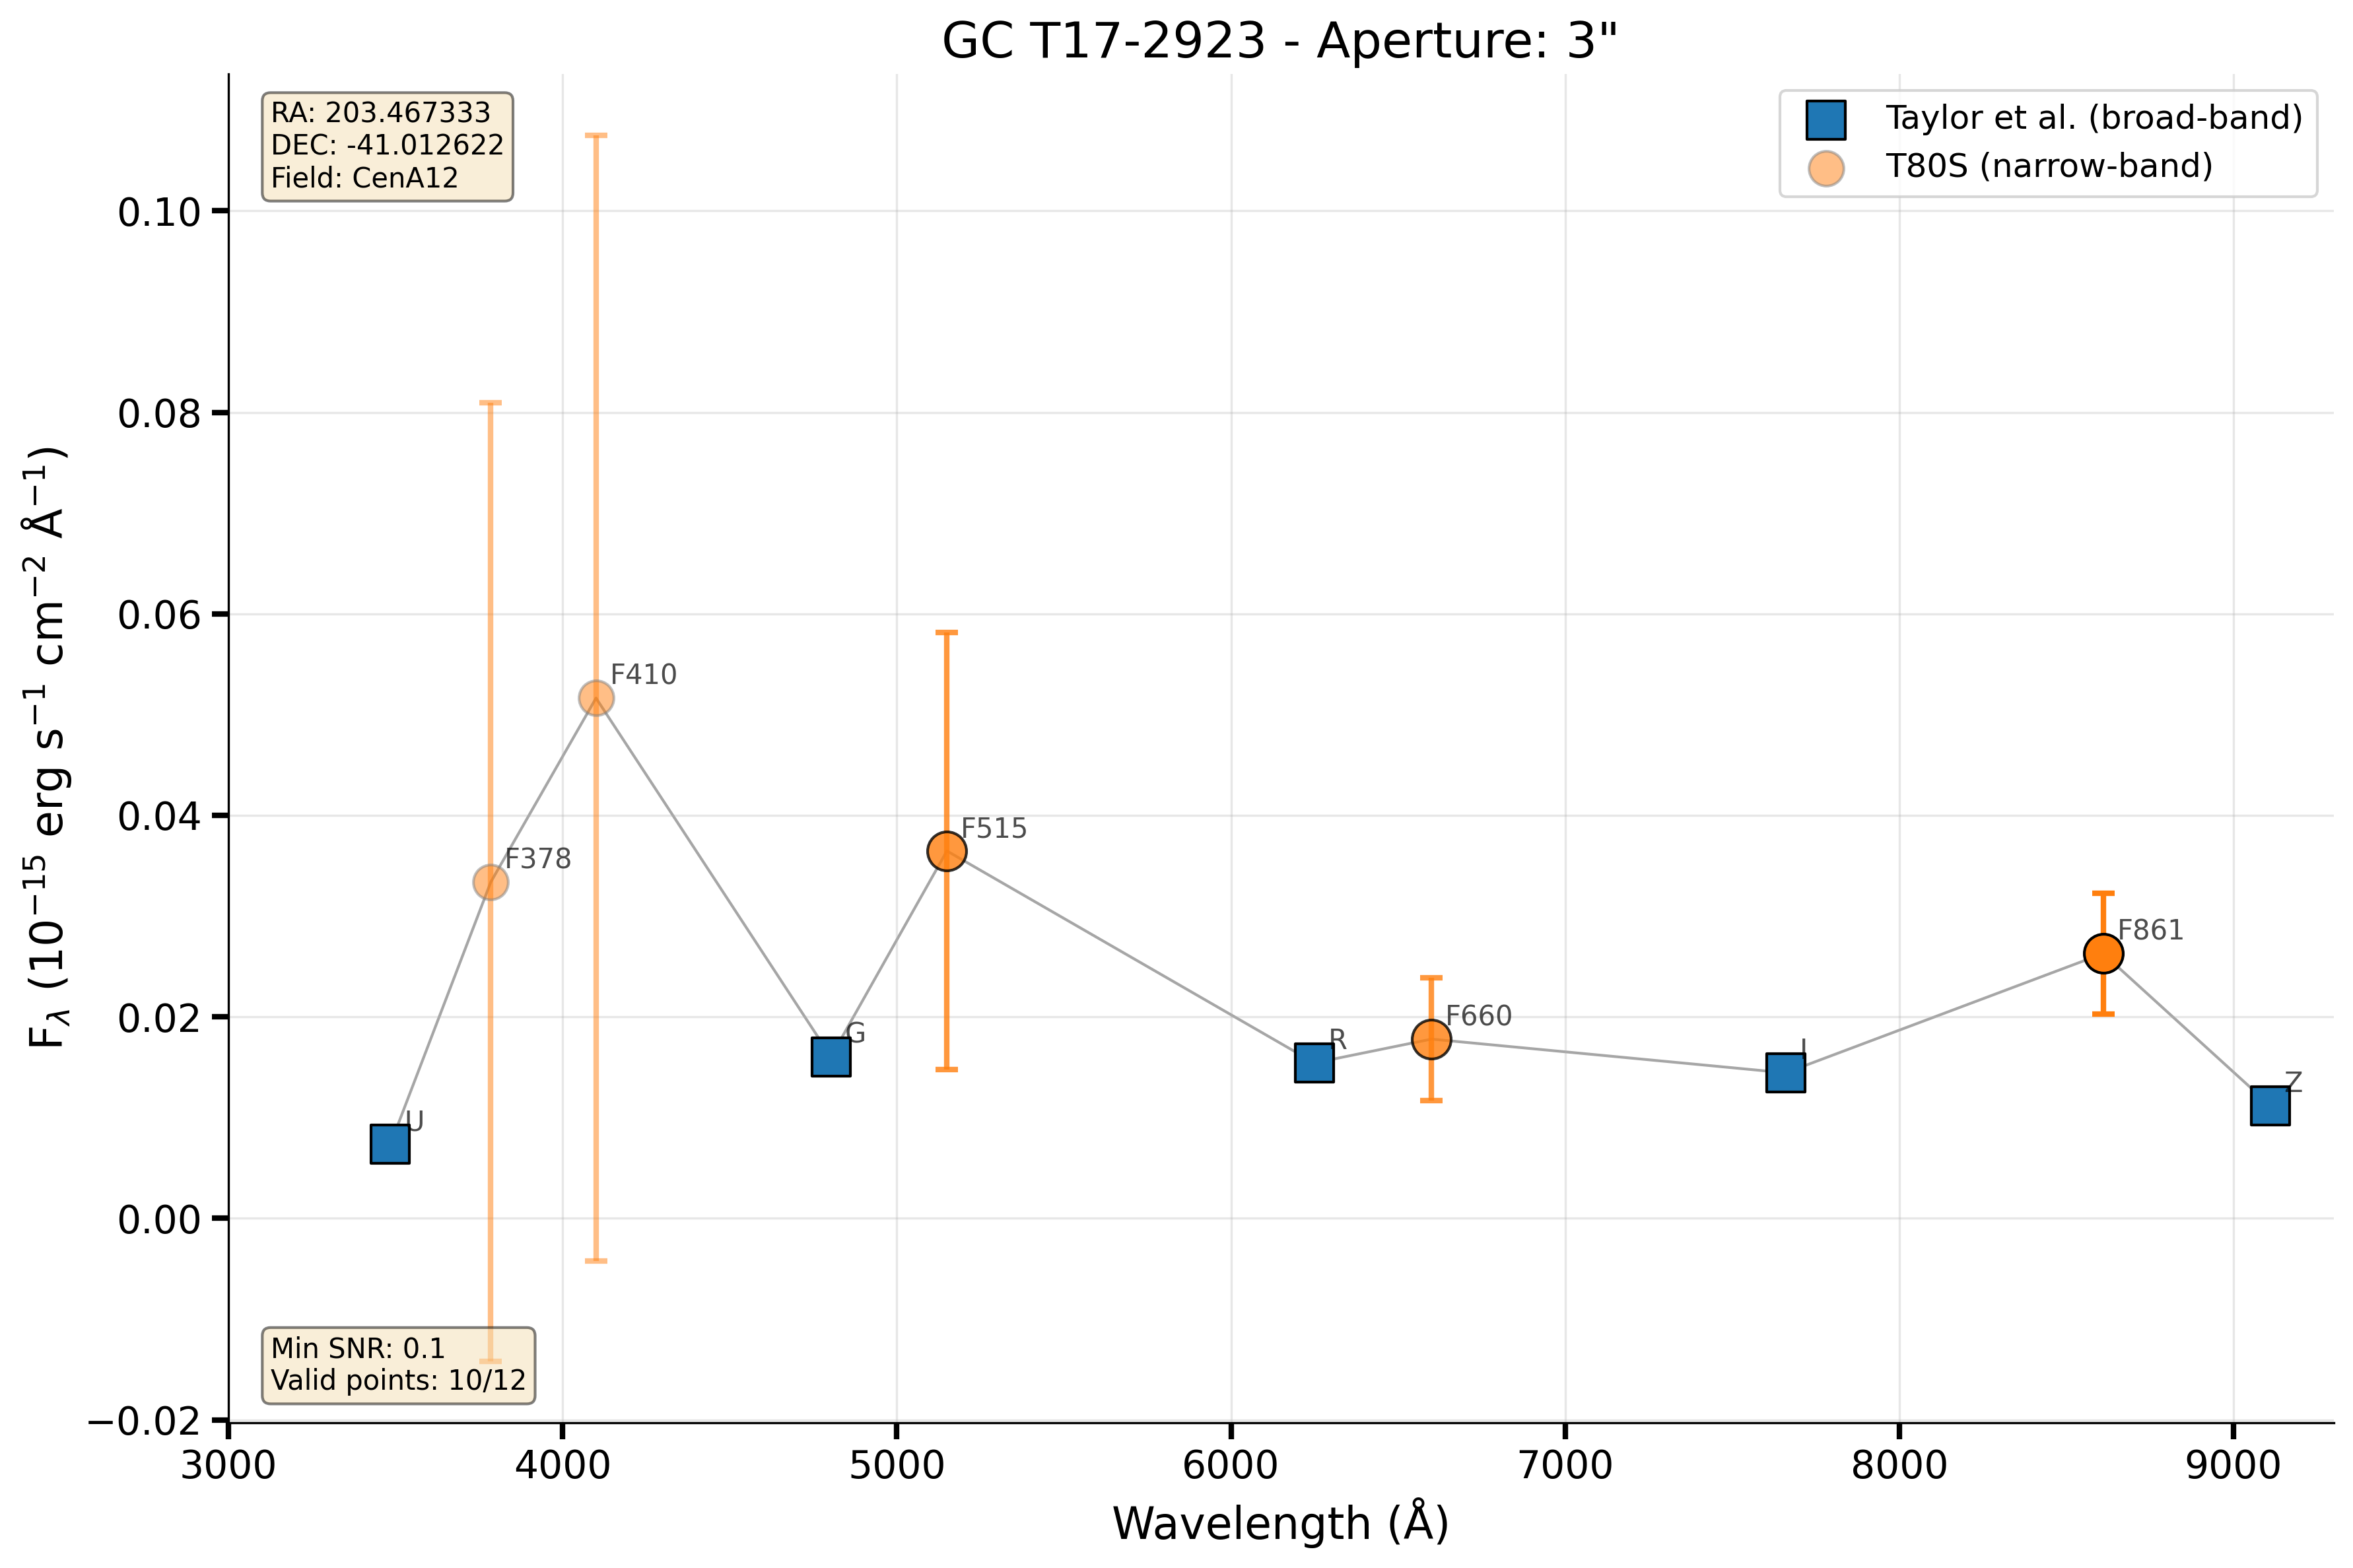 GC T17-2923 - Aperture: 3"
RA: 203.467333
DEC: -41.012622
Field: CenA12
Taylor et al. (broad-band)
T80S (narrow-band)
F_λ (10⁻¹⁵ erg s⁻¹ cm⁻² Å⁻¹)
0.10
0.08
0.06
0.04
0.02
0.00
−0.02
U
F378
F410
G
F515
R
F660
I
F861
Z
Min SNR: 0.1
Valid points: 10/12
3000 4000 5000 6000 7000 8000 9000
Wavelength (Å)